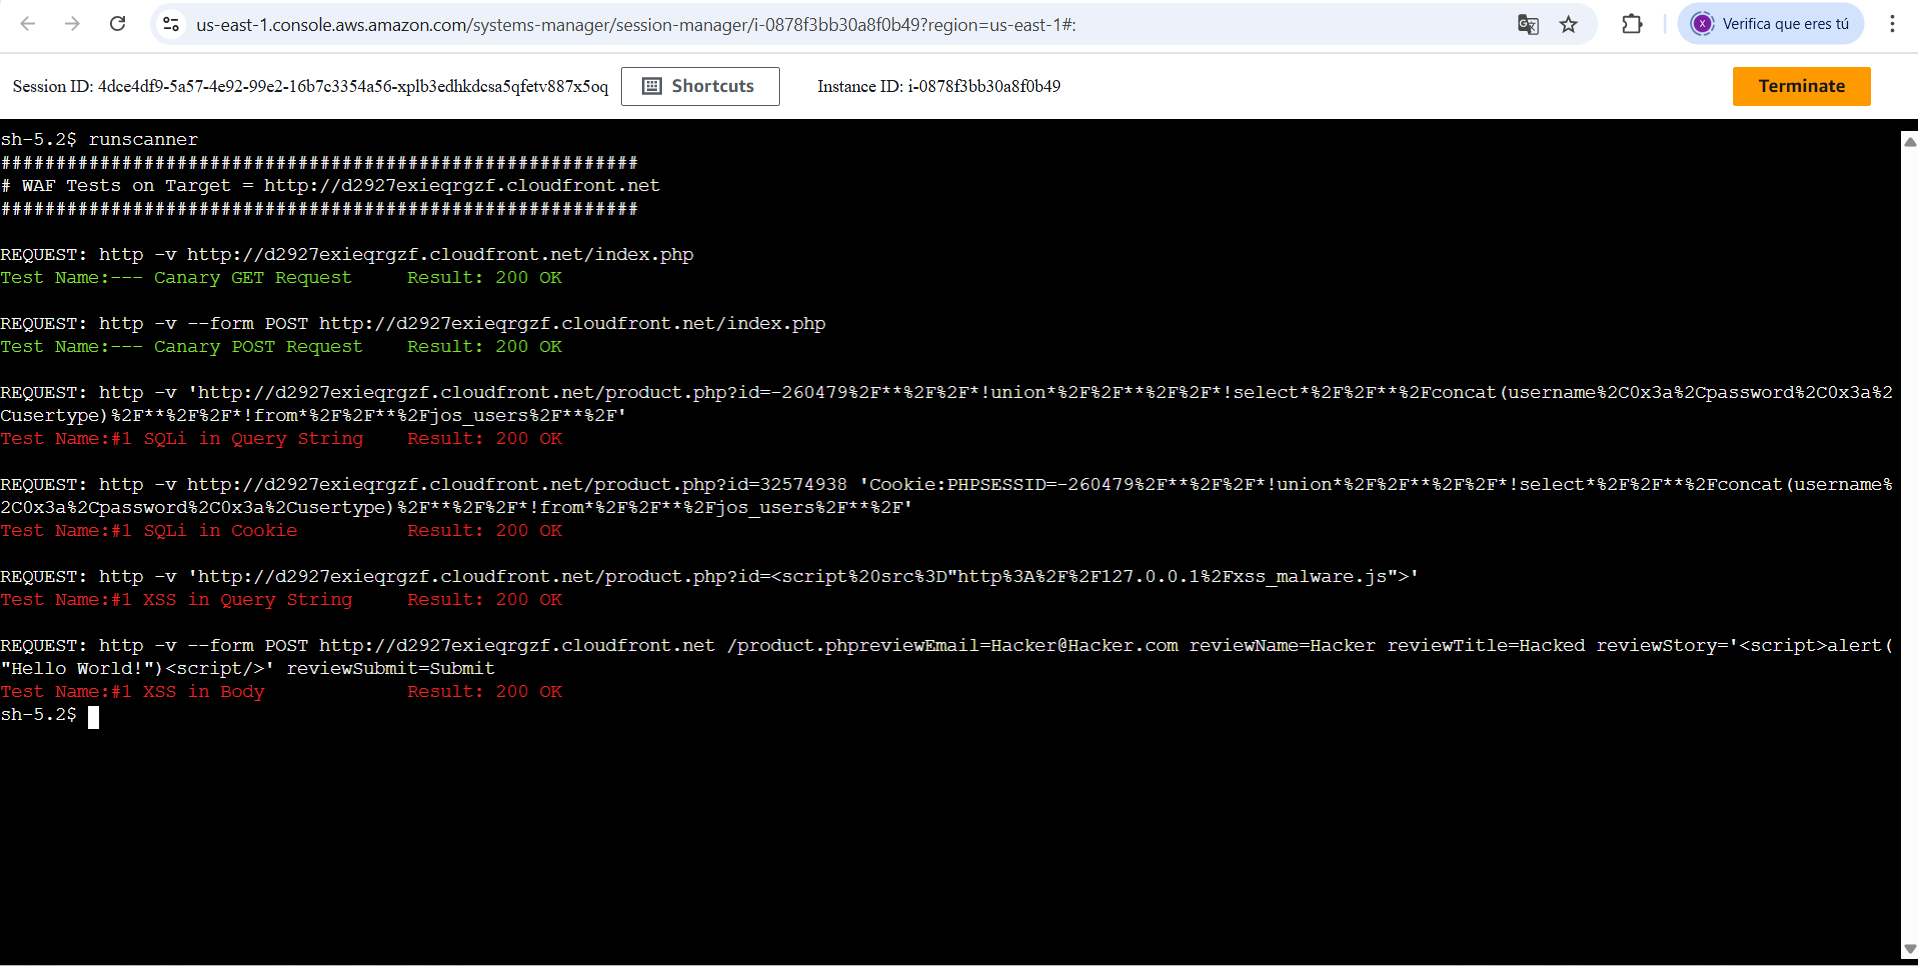 us-east-1.console.aws.amazon.com/systems-manager/session-manager/i-0878f3bb30a8f0b49?region=us-east-1#:
X
Verifica que eres tú
Session ID: 4dce4df9-5a57-4e92-99e2-16b7c3354a56-xplb3edhkdcsa5qfetv887x5oq
Shortcuts
Instance ID: i-0878f3bb30a8f0b49
Terminate
sh-5.2$ runscanner
##########################################################
# WAF Tests on Target = http://d2927exieqrgzf.cloudfront.net
##########################################################
REQUEST: http -v http://d2927exieqrgzf.cloudfront.net/index.php
Test Name:--- Canary GET Request     Result: 200 OK
REQUEST: http -v --form POST http://d2927exieqrgzf.cloudfront.net/index.php
Test Name:--- Canary POST Request    Result: 200 OK
REQUEST: http -v 'http://d2927exieqrgzf.cloudfront.net/product.php?id=-260479%2F**%2F%2F*!union*%2F%2F**%2F%2F*!select*%2F%2F**%2Fconcat(username%2C0x3a%2Cpassword%2C0x3a%2
Cusertype)%2F**%2F%2F*!from*%2F%2F**%2Fjos_users%2F**%2F'
Test Name:#1 SQLi in Query String    Result: 200 OK
REQUEST: http -v http://d2927exieqrgzf.cloudfront.net/product.php?id=32574938 'Cookie:PHPSESSID=-260479%2F**%2F%2F*!union*%2F%2F**%2F%2F*!select*%2F%2F**%2Fconcat(username%
2C0x3a%2Cpassword%2C0x3a%2Cusertype)%2F**%2F%2F*!from*%2F%2F**%2Fjos_users%2F**%2F'
Test Name:#1 SQLi in Cookie          Result: 200 OK
REQUEST: http -v 'http://d2927exieqrgzf.cloudfront.net/product.php?id=<script%20src%3D"http%3A%2F%2F127.0.0.1%2Fxss_malware.js">'
Test Name:#1 XSS in Query String     Result: 200 OK
REQUEST: http -v --form POST http://d2927exieqrgzf.cloudfront.net /product.phpreviewEmail=Hacker@Hacker.com reviewName=Hacker reviewTitle=Hacked reviewStory='<script>alert(
"Hello World!")<script/>' reviewSubmit=Submit
Test Name:#1 XSS in Body             Result: 200 OK
sh-5.2$